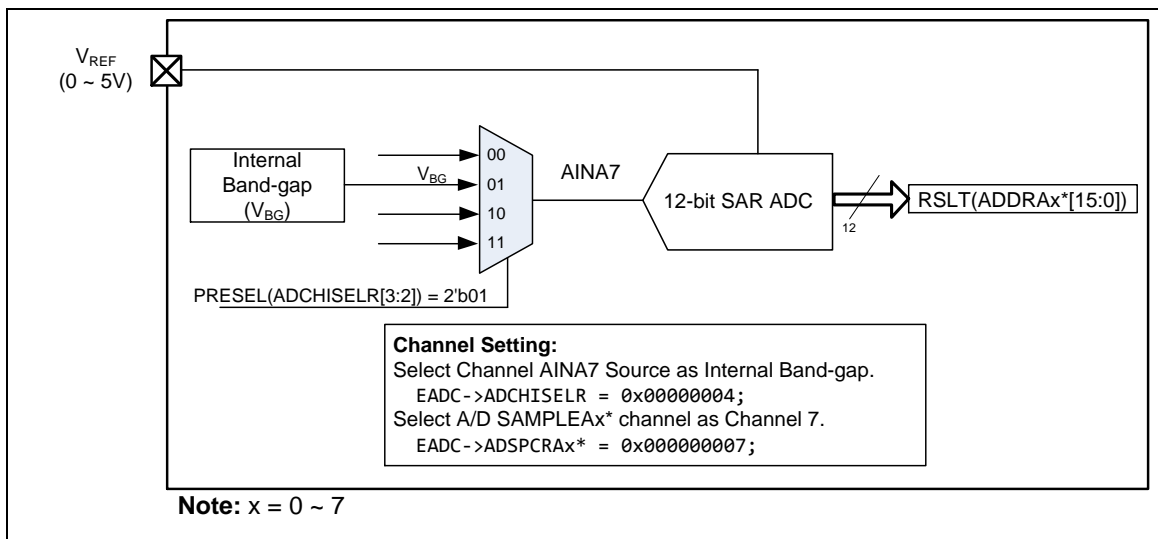 VREF
(0 ~ 5V)
Internal
Band-gap
(VBG)
VBG
00
01
10
11
AINA7
12-bit SAR ADC
12
RSLT(ADDRAx*[15:0])
PRESEL(ADCHISELR[3:2]) = 2'b01
Channel Setting:
Select Channel AINA7 Source as Internal Band-gap.
EADC->ADCHISELR = 0x00000004;
Select A/D SAMPLEAx* channel as Channel 7.
EADC->ADSPCRAx* = 0x000000007;
Note: x = 0 ~ 7